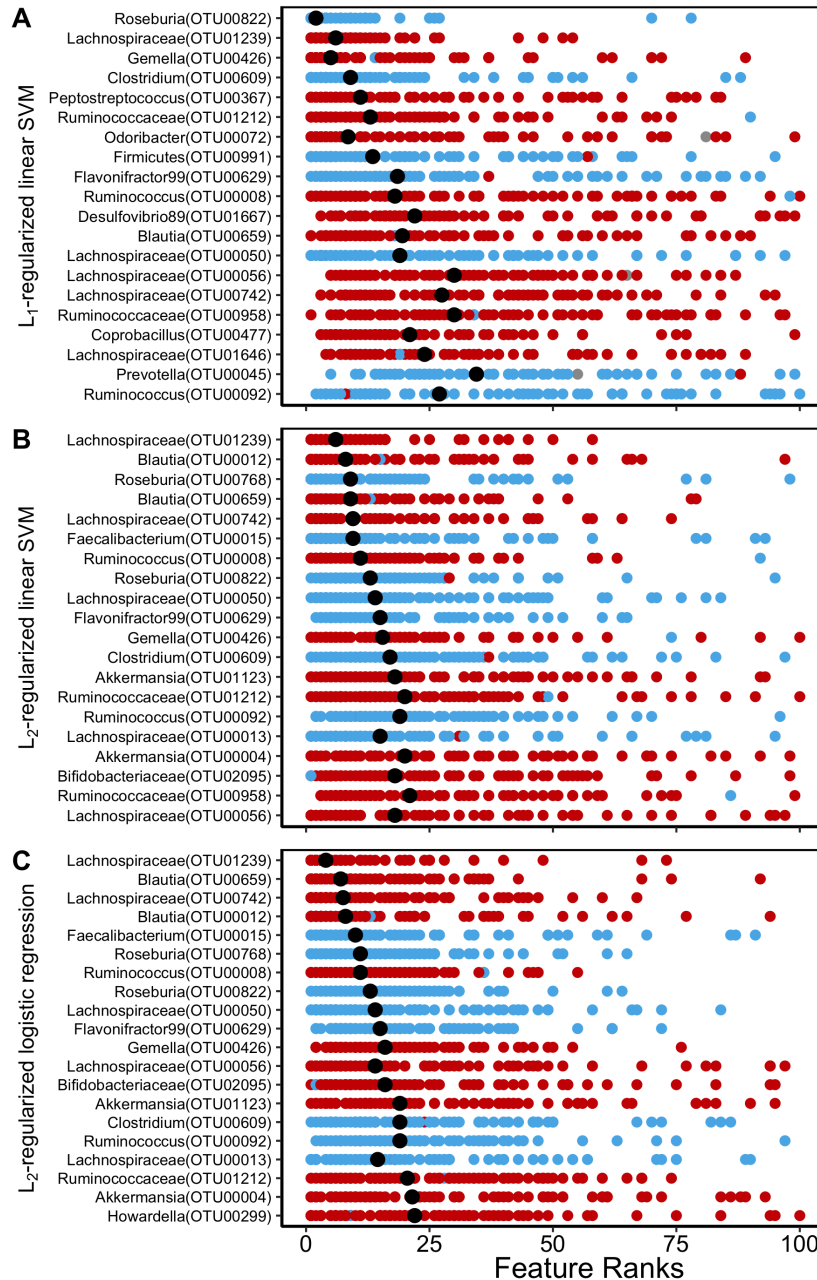 A
L1-regularized linear SVM
Roseburia(OTU00822)
Lachnospiraceae(OTU01239)
Gemella(OTU00426)
Clostridium(OTU00609)
Peptostreptococcus(OTU00367)
Ruminococcaceae(OTU01212)
Odoribacter(OTU00072)
Firmicutes(OTU00991)
Flavonifractor99(OTU00629)
Ruminococcus(OTU00008)
Desulfovibrio89(OTU01667)
Blautia(OTU00659)
Lachnospiraceae(OTU00050)
Lachnospiraceae(OTU00056)
Lachnospiraceae(OTU00742)
Ruminococcaceae(OTU00958)
Coprobacillus(OTU00477)
Lachnospiraceae(OTU01646)
Prevotella(OTU00045)
Ruminococcus(OTU00092)
B
L2-regularized linear SVM
Lachnospiraceae(OTU01239)
Blautia(OTU00012)
Roseburia(OTU00768)
Blautia(OTU00659)
Lachnospiraceae(OTU00742)
Faecalibacterium(OTU00015)
Ruminococcus(OTU00008)
Roseburia(OTU00822)
Lachnospiraceae(OTU00050)
Flavonifractor99(OTU00629)
Gemella(OTU00426)
Clostridium(OTU00609)
Akkermansia(OTU01123)
Ruminococcaceae(OTU01212)
Ruminococcus(OTU00092)
Lachnospiraceae(OTU00013)
Akkermansia(OTU00004)
Bifidobacteriaceae(OTU02095)
Ruminococcaceae(OTU00958)
Lachnospiraceae(OTU00056)
C
L2-regularized logistic regression
Lachnospiraceae(OTU01239)
Blautia(OTU00659)
Lachnospiraceae(OTU00742)
Blautia(OTU00012)
Faecalibacterium(OTU00015)
Roseburia(OTU00768)
Ruminococcus(OTU00008)
Roseburia(OTU00822)
Lachnospiraceae(OTU00050)
Flavonifractor99(OTU00629)
Gemella(OTU00426)
Lachnospiraceae(OTU00056)
Bifidobacteriaceae(OTU02095)
Akkermansia(OTU01123)
Clostridium(OTU00609)
Ruminococcus(OTU00092)
Lachnospiraceae(OTU00013)
Ruminococcaceae(OTU01212)
Akkermansia(OTU00004)
Howardella(OTU00299)
0 25 50 75 100
Feature Ranks